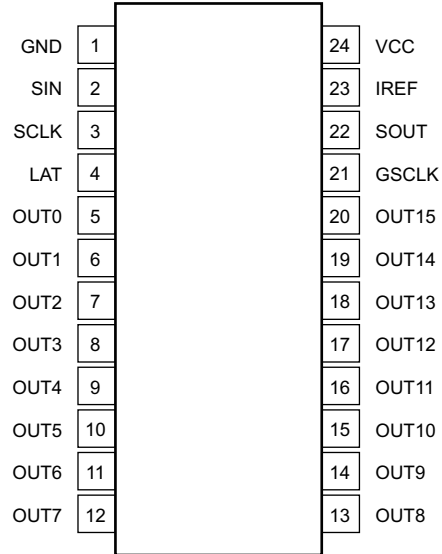 GND 1 24 VCC
SIN 2 23 IREF
SCLK 3 22 SOUT
LAT 4 21 GSCLK
OUT0 5 20 OUT15
OUT1 6 19 OUT14
OUT2 7 18 OUT13
OUT3 8 17 OUT12
OUT4 9 16 OUT11
OUT5 10 15 OUT10
OUT6 11 14 OUT9
OUT7 12 13 OUT8